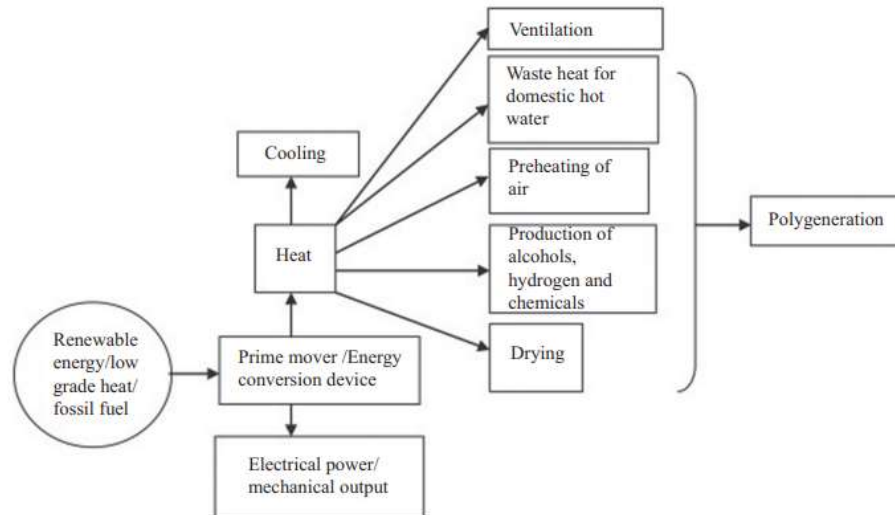 Ventilation
Waste heat for
domestic hot
water
Cooling
Preheating of
air
Polygeneration
Heat
Production of
alcohols,
hydrogen and
chemicals
Renewable
energy/low
grade heat/
fossil fuel
Prime mover /Energy
conversion device
Drying
Electrical power/
mechanical output